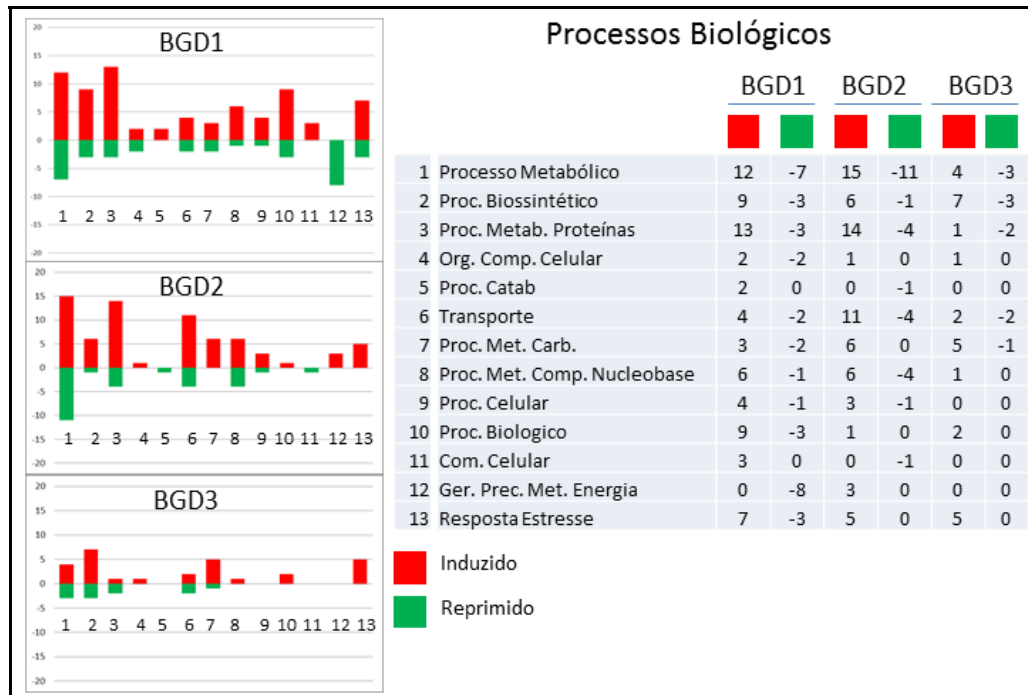 BGD1
20
15
10
5
0
-5
-10
-15
-20
1 2 3 4 5 6 7 8 9 10 11 12 13
BGD2
20
15
10
5
0
-5
-10
-15
-20
1 2 3 4 5 6 7 8 9 10 11 12 13
BGD3
20
15
10
5
0
-5
-10
-15
-20
1 2 3 4 5 6 7 8 9 10 11 12 13
Processos Biológicos
BGD1 BGD2 BGD3
1 Processo Metabólico 12 -7 15 -11 4 -3
2 Proc. Biossintético 9 -3 6 -1 7 -3
3 Proc. Metab. Proteínas 13 -3 14 -4 1 -2
4 Org. Comp. Celular 2 -2 1 0 1 0
5 Proc. Catab 2 0 0 -1 0 0
6 Transporte 4 -2 11 -4 2 -2
7 Proc. Met. Carb. 3 -2 6 0 5 -1
8 Proc. Met. Comp. Nucleobase 6 -1 6 -4 1 0
9 Proc. Celular 4 -1 3 -1 0 0
10 Proc. Biologico 9 -3 1 0 2 0
11 Com. Celular 3 0 0 -1 0 0
12 Ger. Prec. Met. Energia 0 -8 3 0 0 0
13 Resposta Estresse 7 -3 5 0 5 0
Induzido
Reprimido